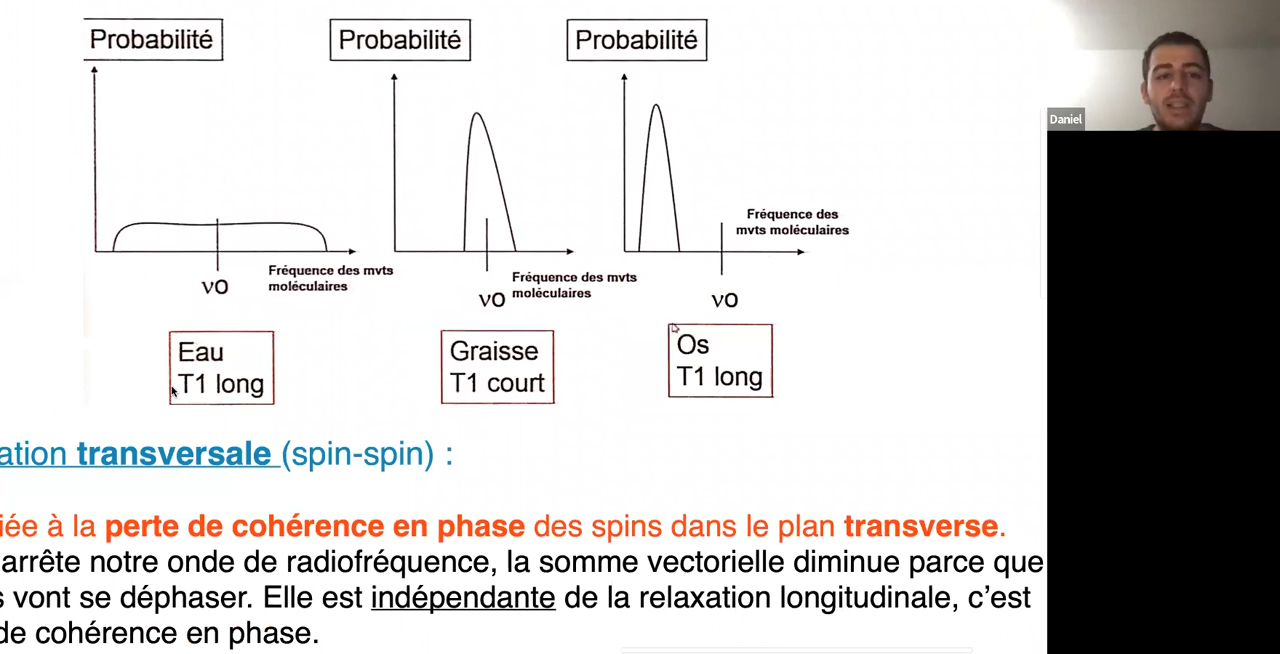 Probabilité
Probabilité
Probabilité
Daniel
Fréquence des
mvts moléculaires
Fréquence des mvts
moléculaires
Fréquence des mvts
moléculaires
νO
νO
νO
Eau
T1 long
Graisse
T1 court
Os
T1 long
ation transversale (spin-spin) :
iée à la perte de cohérence en phase des spins dans le plan transverse.
arrête notre onde de radiofréquence, la somme vectorielle diminue parce que
s vont se déphaser. Elle est indépendante de la relaxation longitudinale, c’est
de cohérence en phase.